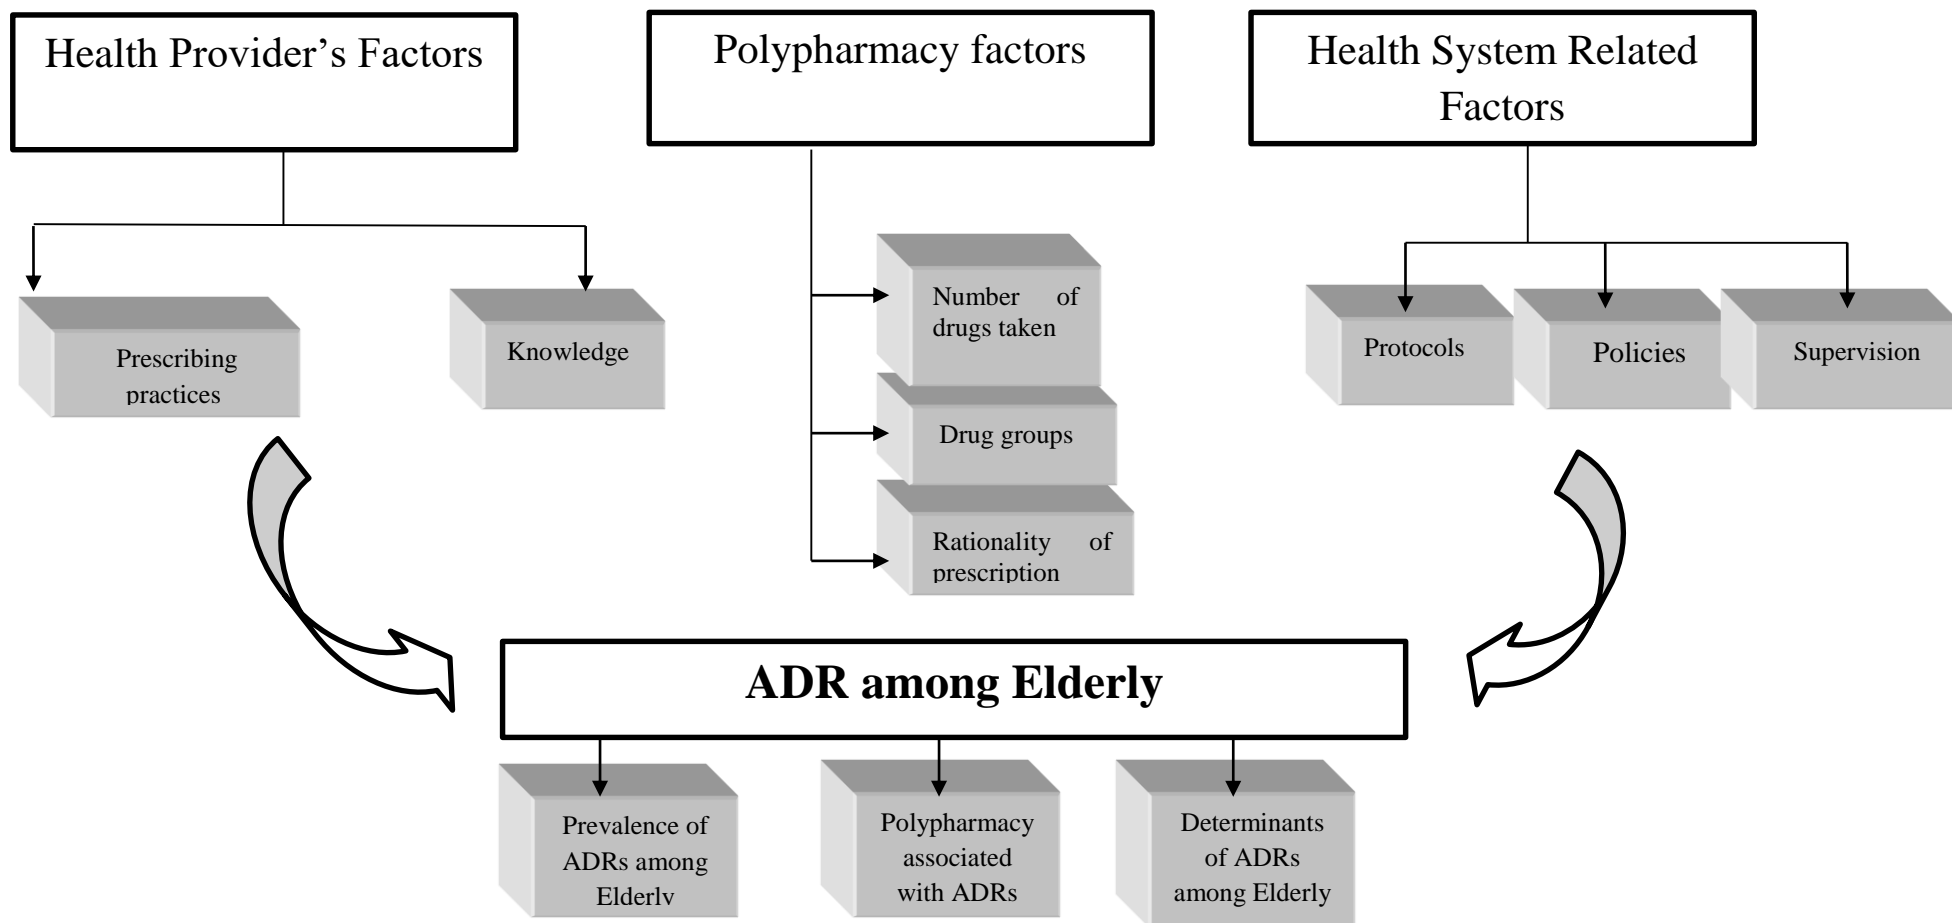 Health Provider’s Factors
Polypharmacy factors
Health System Related
Factors
Prescribing
practices
Knowledge
Number of
drugs taken
Drug groups
Rationality of
prescription
Protocols
Policies
Supervision
ADR among Elderly
Prevalence of
ADRs among
Elderly
Polypharmacy
associated
with ADRs
Determinants
of ADRs
among Elderly